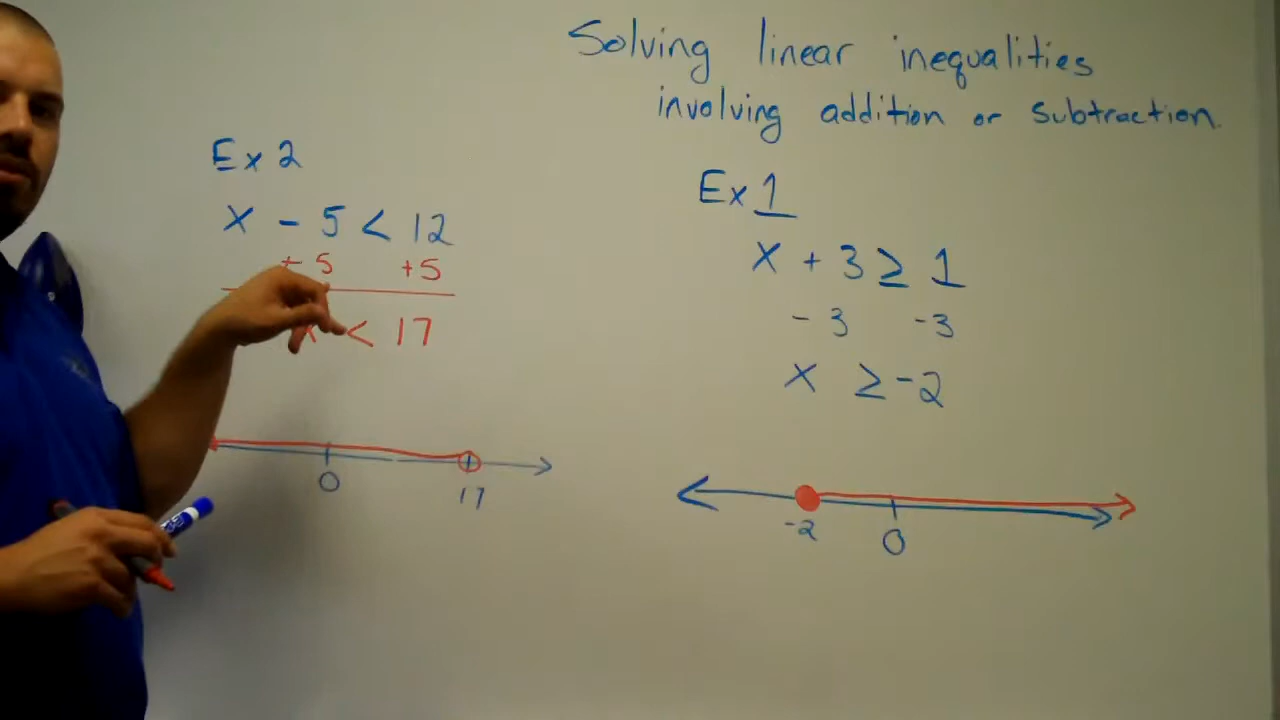 Solving linear inequalities
involving addition or subtraction.
Ex 2
x - 5 < 12
+ 5 +5
x < 17
0 17
Ex 1
x + 3 ≥ 1
- 3 -3
x ≥ -2
-2 0